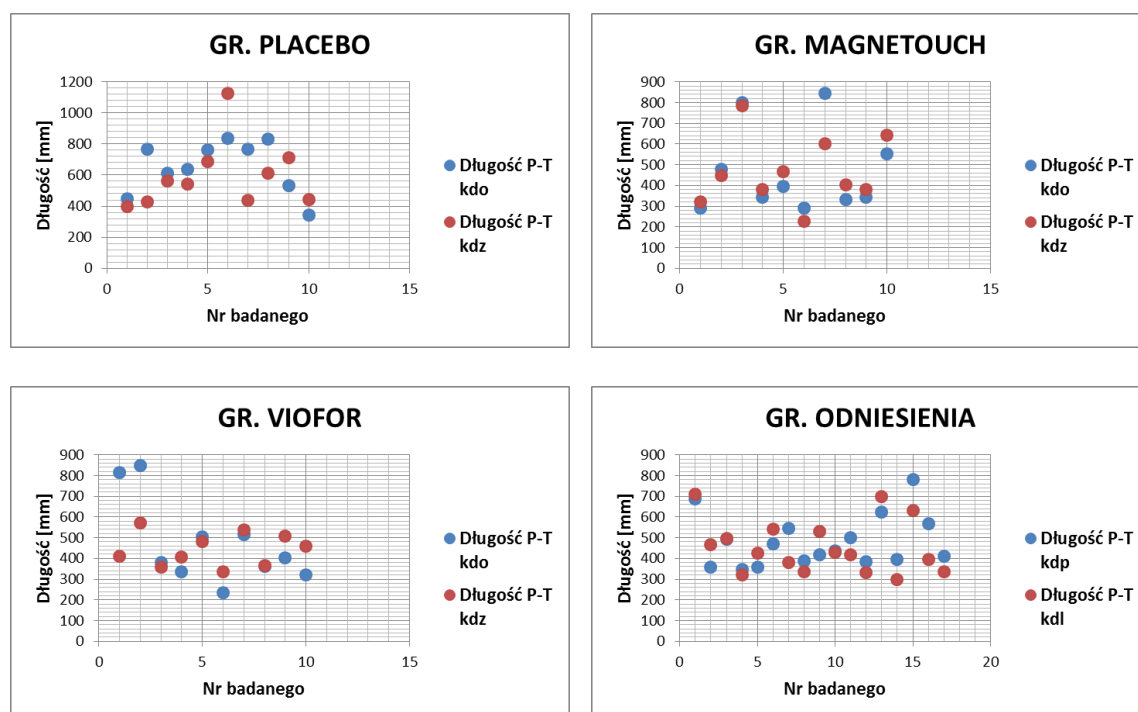 GR. PLACEBO
Długość [mm]
1200
1000
800
600
400
200
0
0
5
10
15
Nr badanego
Długość P-T
kdo
Długość P-T
kdz
GR. MAGNETOUCH
Długość [mm]
900
800
700
600
500
400
300
200
100
0
0
5
10
15
Nr badanego
Długość P-T
kdo
Długość P-T
kdz
GR. VIOFOR
Długość [mm]
900
800
700
600
500
400
300
200
100
0
0
5
10
15
Nr badanego
Długość P-T
kdo
Długość P-T
kdz
GR. ODNIESIENIA
Długość [mm]
900
800
700
600
500
400
300
200
100
0
0
5
10
15
20
Nr badanego
Długość P-T
kdp
Długość P-T
kdl